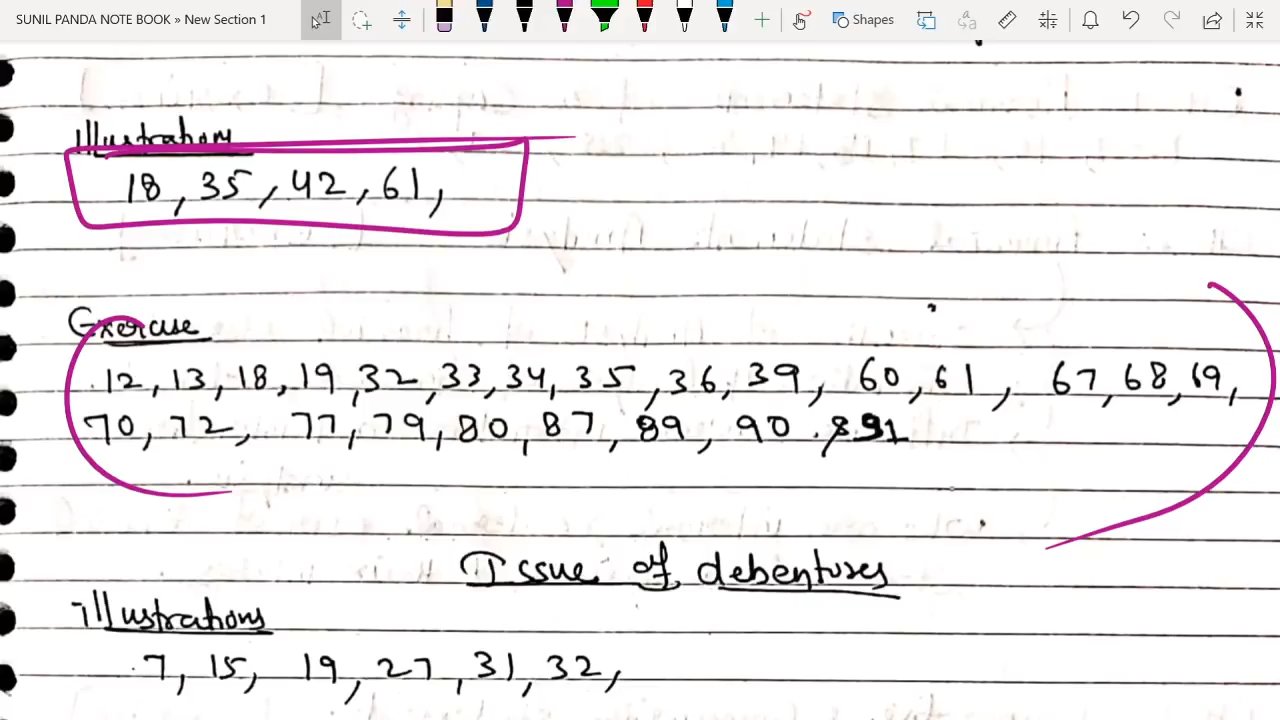 SUNIL PANDA NOTE BOOK » New Section 1
Shapes
Illustrations
18, 35, 42, 61,
Exercise
12, 13, 18, 19, 32, 33, 34, 35, 36, 39, 60, 61, 67, 68, 69,
70, 72, 77, 79, 80, 87, 89, 90, 91
Issue of debentures
illustrations
7, 15, 19, 27, 31, 32,